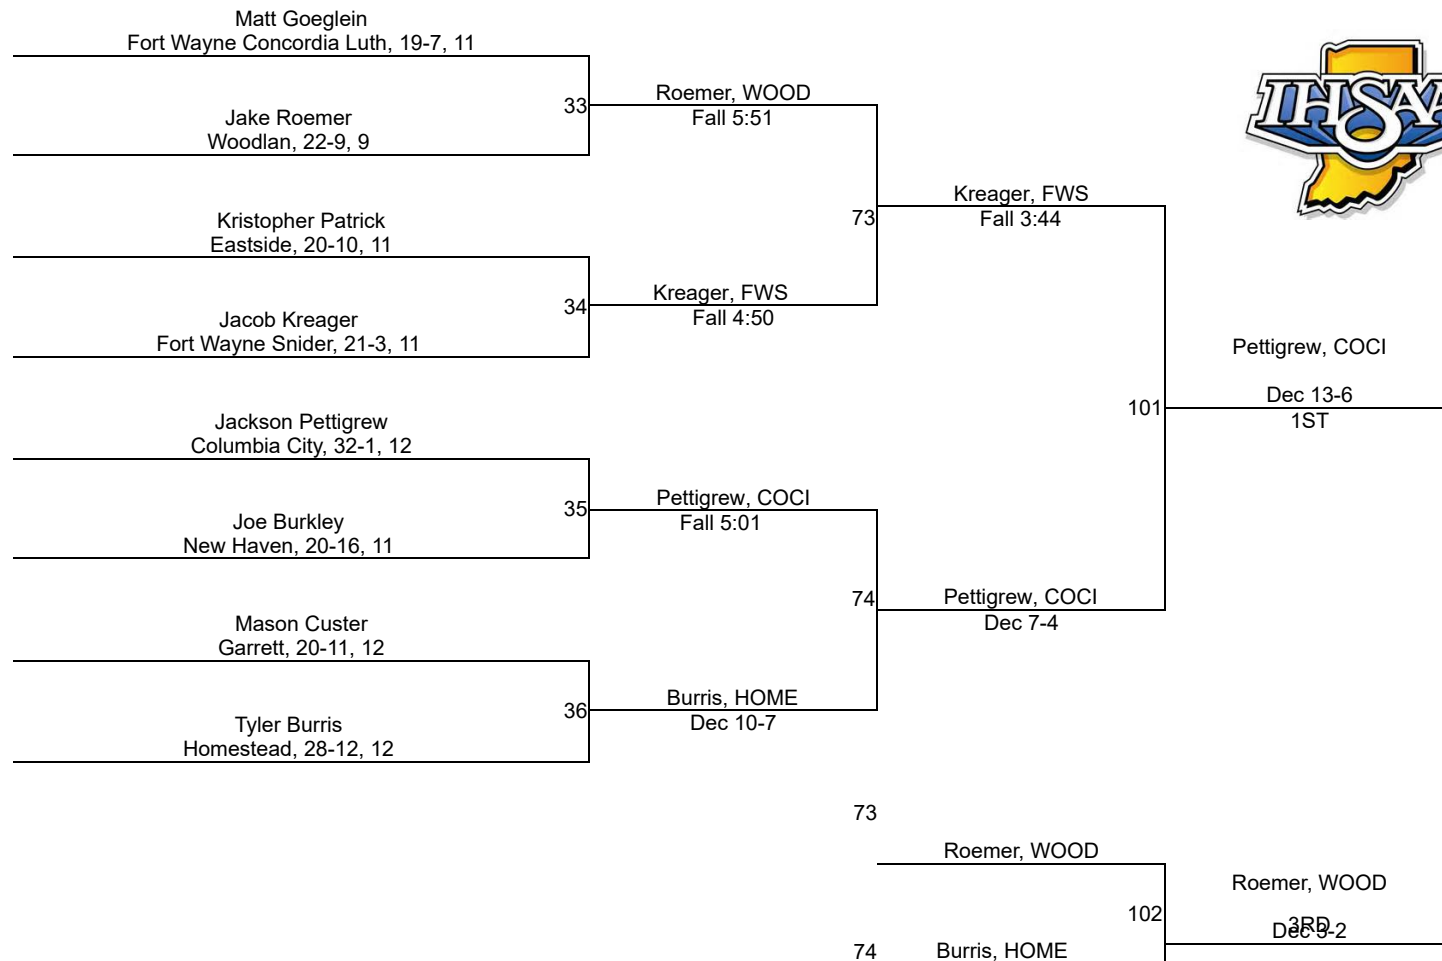 Matt Goeglein
Fort Wayne Concordia Luth, 19-7, 11
33
Roemer, WOOD
Fall 5:51
Jake Roemer
Woodlan, 22-9, 9
IHSAA
73
Kreager, FWS
Fall 3:44
Kristopher Patrick
Eastside, 20-10, 11
34
Kreager, FWS
Fall 4:50
Jacob Kreager
Fort Wayne Snider, 21-3, 11
Pettigrew, COCI
101
Dec 13-6
1ST
Jackson Pettigrew
Columbia City, 32-1, 12
35
Pettigrew, COCI
Fall 5:01
Joe Burkley
New Haven, 20-16, 11
74
Pettigrew, COCI
Dec 7-4
Mason Custer
Garrett, 20-11, 12
36
Burris, HOME
Dec 10-7
Tyler Burris
Homestead, 28-12, 12
73
Roemer, WOOD
Roemer, WOOD
102
3RD
Dec 3-2
74
Burris, HOME